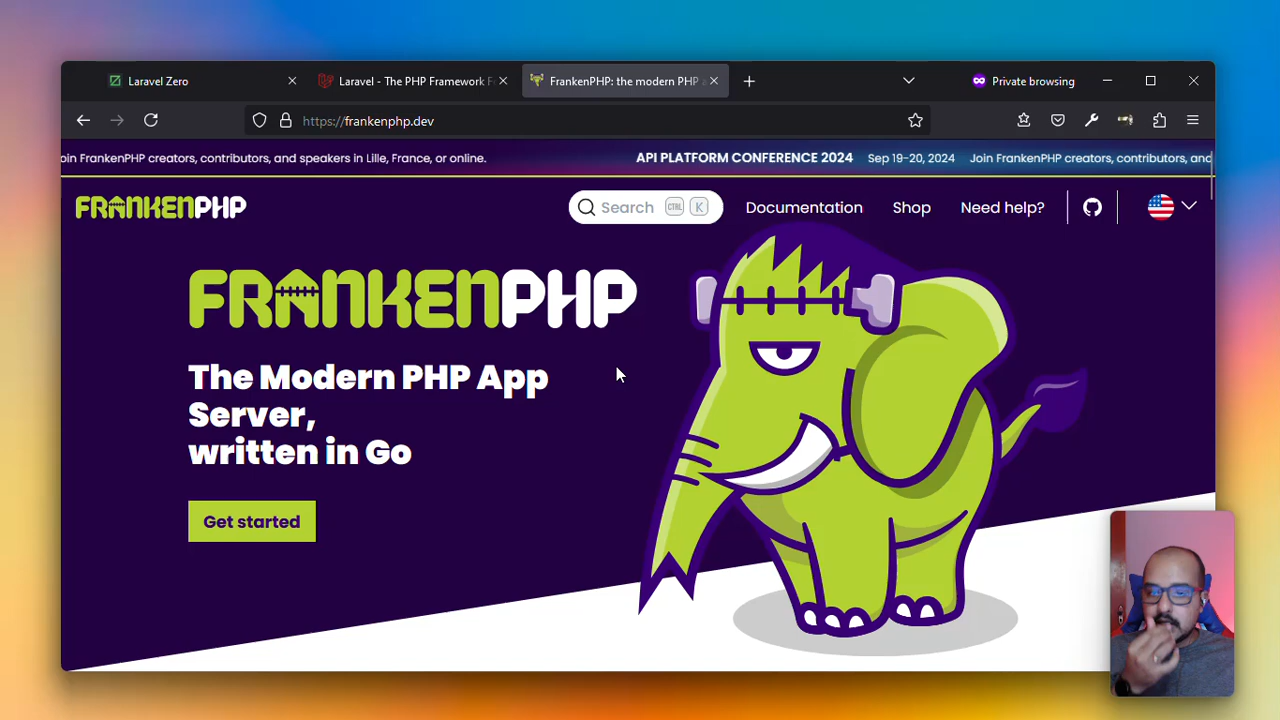 Laravel Zero
Laravel - The PHP Framework F
FrankenPHP: the modern PHP a
Private browsing
https://frankenphp.dev
oin FrankenPHP creators, contributors, and speakers in Lille, France, or online.
API PLATFORM CONFERENCE 2024 Sep 19-20, 2024 Join FrankenPHP creators, contributors, and
FRANKENPHP
Search CTRL K
Documentation
Shop
Need help?
FRANKENPHP
The Modern PHP App
Server,
written in Go
Get started